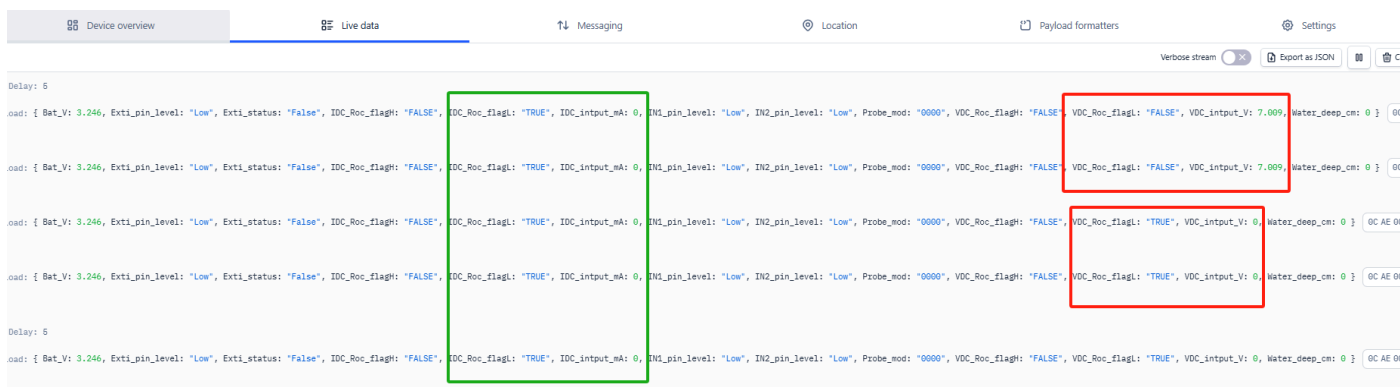 Device overview Live data Messaging Location Payload formatters Settings
Verbose stream Export as JSON
Delay: 5
oad: { Bat_V: 3.246, Exti_pin_level: "Low", Exti_status: "False", IDC_Roc_flagH: "FALSE", IDC_Roc_flagL: "TRUE", IDC_intput_mA: 0, IN1_pin_level: "Low", IN2_pin_level: "Low", Probe_mod: "0000", VDC_Roc_flagH: "FALSE", VDC_Roc_flagL: "FALSE", VDC_intput_V: 7.009, Water_deep_cm: 0 } 0C
oad: { Bat_V: 3.246, Exti_pin_level: "Low", Exti_status: "False", IDC_Roc_flagH: "FALSE", IDC_Roc_flagL: "TRUE", IDC_intput_mA: 0, IN1_pin_level: "Low", IN2_pin_level: "Low", Probe_mod: "0000", VDC_Roc_flagH: "FALSE", VDC_Roc_flagL: "FALSE", VDC_intput_V: 7.009, Water_deep_cm: 0 } 0C
oad: { Bat_V: 3.246, Exti_pin_level: "Low", Exti_status: "False", IDC_Roc_flagH: "FALSE", IDC_Roc_flagL: "TRUE", IDC_intput_mA: 0, IN1_pin_level: "Low", IN2_pin_level: "Low", Probe_mod: "0000", VDC_Roc_flagH: "FALSE", VDC_Roc_flagL: "TRUE", VDC_intput_V: 0, Water_deep_cm: 0 } 0C AE 0
oad: { Bat_V: 3.246, Exti_pin_level: "Low", Exti_status: "False", IDC_Roc_flagH: "FALSE", IDC_Roc_flagL: "TRUE", IDC_intput_mA: 0, IN1_pin_level: "Low", IN2_pin_level: "Low", Probe_mod: "0000", VDC_Roc_flagH: "FALSE", VDC_Roc_flagL: "TRUE", VDC_intput_V: 0, Water_deep_cm: 0 } 0C AE 0
Delay: 5
oad: { Bat_V: 3.246, Exti_pin_level: "Low", Exti_status: "False", IDC_Roc_flagH: "FALSE", IDC_Roc_flagL: "TRUE", IDC_intput_mA: 0, IN1_pin_level: "Low", IN2_pin_level: "Low", Probe_mod: "0000", VDC_Roc_flagH: "FALSE", VDC_Roc_flagL: "TRUE", VDC_intput_V: 0, Water_deep_cm: 0 } 0C AE 0